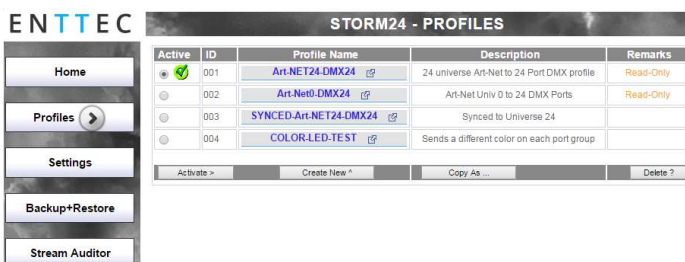 ENTTEC
STORM24 - PROFILES
Home
Profiles
Settings
Backup+Restore
Stream Auditor
Active ID Profile Name Description Remarks
001 Art-NET24-DMX24 24 universe Art-Net to 24 Port DMX profile Read-Only
002 Art-Net0-DMX24 Art-Net Univ 0 to 24 DMX Ports Read-Only
003 SYNCED-Art-NET24-DMX24 Synced to Universe 24
004 COLOR-LED-TEST Sends a different color on each port group
Activate > Create New ^ Copy As ... Delete ?